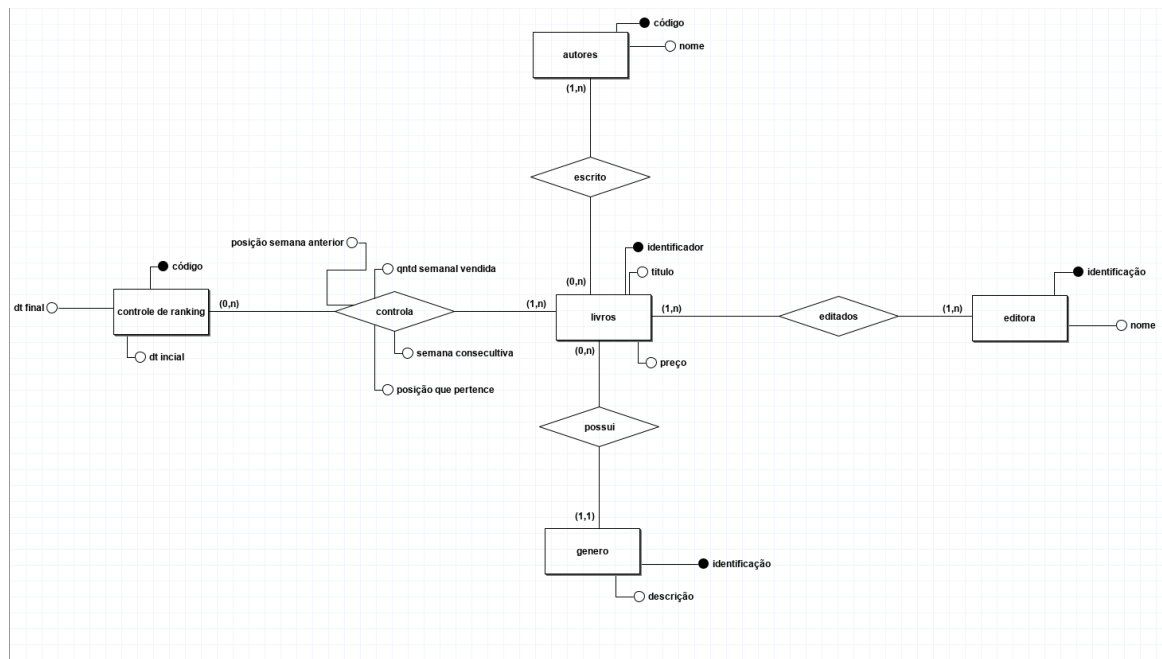 código
nome
autores
(1,n)
escrito
(0,n)
identificador
titulo
posição semana anterior
qntd semanal vendida
código
dt final
controle de ranking
(0,n)
controla
(1,n)
livros
(1,n)
editados
(1,n)
editora
identificação
nome
dt incial
semana consecultiva
posição que pertence
(0,n)
preço
possui
(1,1)
genero
identificação
descrição